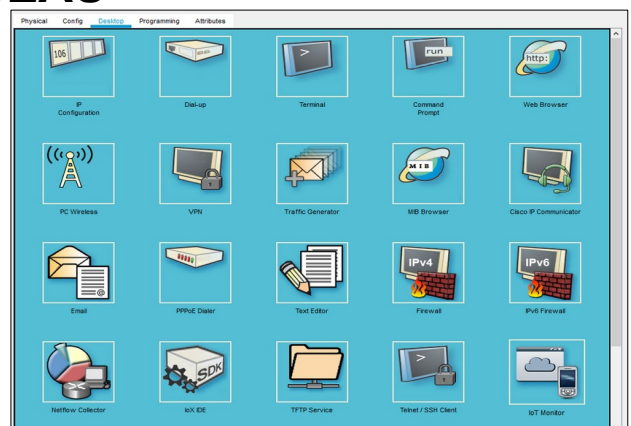 Physical Config Desktop Programming Attributes
106
run
http:
IP
Configuration
Dial-up
Terminal
Command
Prompt
Web Browser
MIB
PC Wireless
VPN
Traffic Generator
MIB Browser
Cisco IP Communicator
IPv4
IPv6
Email
PPPoE Dialer
Text Editor
Firewall
IPv6 Firewall
SDK
Netflow Collector
IoX IDE
TFTP Service
Telnet / SSH Client
IoT Monitor